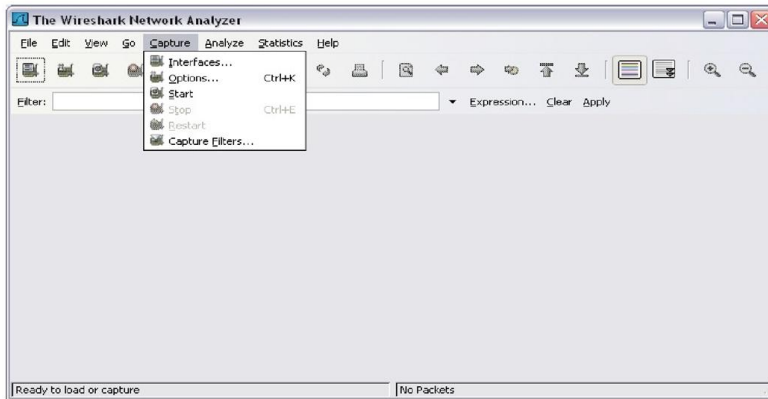 The Wireshark Network Analyzer
File Edit View Go Capture Analyze Statistics Help
Interfaces...
Options... Ctrl+K
Start
Stop Ctrl+E
Restart
Capture Filters...
Filter: Expression... Clear Apply
Ready to load or capture No Packets